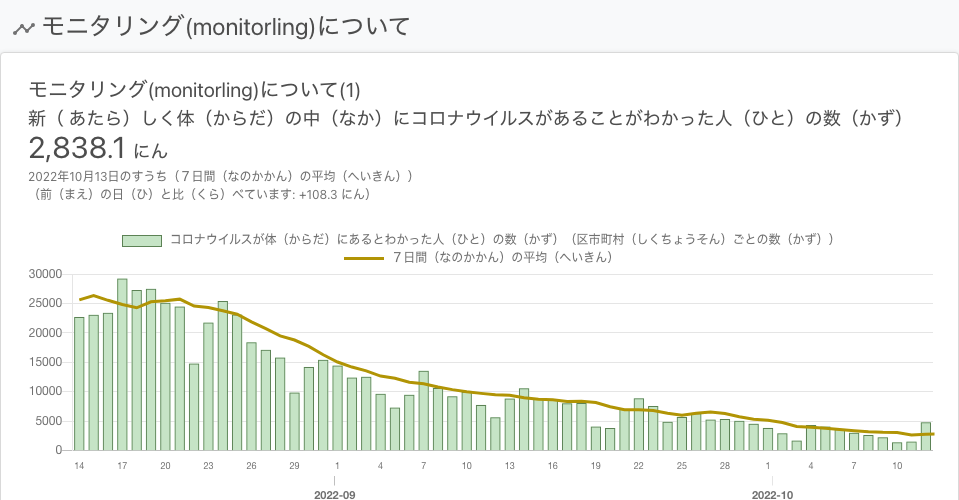 モニタリング(monitorling)について
モニタリング(monitorling)について(1)
新（ あたら）しく体（からだ）の中（なか）にコロナウイルスがあることがわかった人（ひと）の数（かず）
2,838.1 にん
2022年10月13日のすうち（７日間（なのかかん）の平均（へいきん））
（前（まえ）の日（ひ）と比（くら）べています: +108.3 にん）
コロナウイルスが体（からだ）にあるとわかった人（ひと）の数（かず）（区市町村（しくちょうそん）ごとの数（かず））
７日間（なのかかん）の平均（へいきん）
30000
25000
20000
15000
10000
5000
0
14 17 20 23 26 29 1 4 7 10 13 16 19 22 25 28 1 4 7 10
2022-09 2022-10